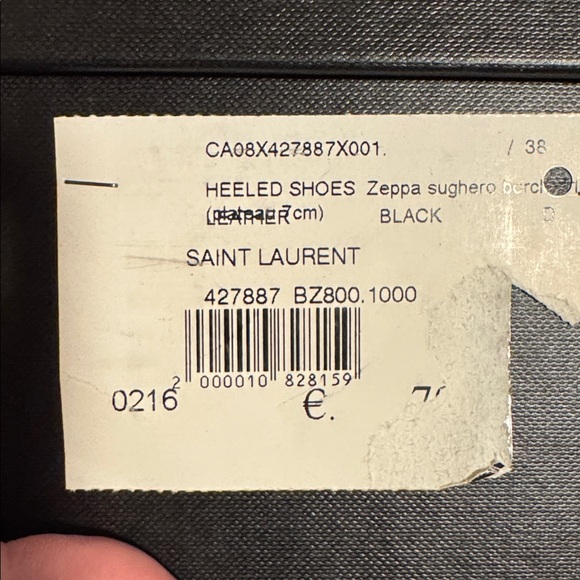 CA08X427887X001. / 38
HEELED SHOES Zeppa sughero
(plateau 7cm) BLACK D
LEATHER
SAINT LAURENT
427887 BZ800.1000
2 000010 828159
0216 €.